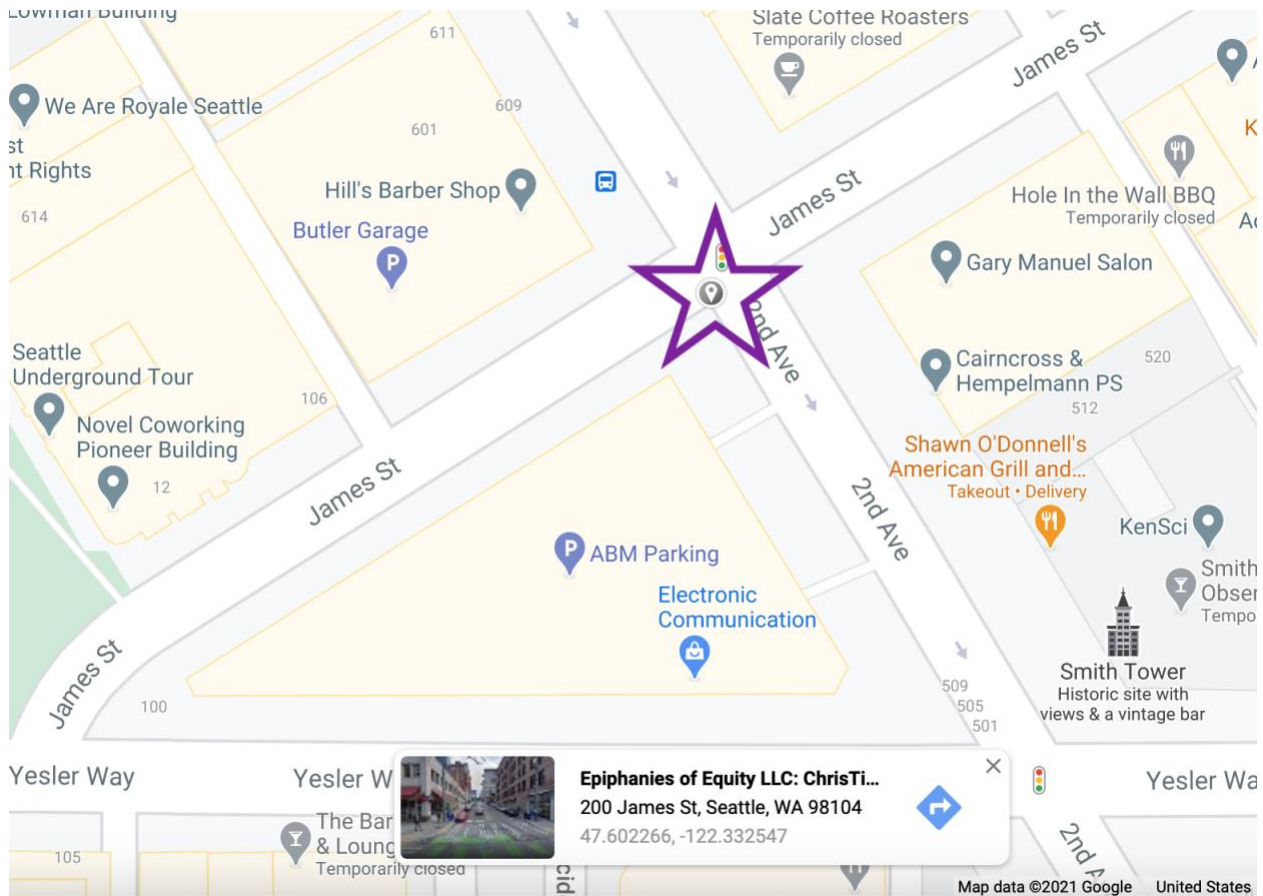 Lowman Building
611
Slate Coffee Roasters
Temporarily closed
James St
We Are Royale Seattle
609
601
st
nt Rights
K
Hill's Barber Shop
James St
Hole In the Wall BBQ
Temporarily closed
614
Butler Garage
P
Gary Manuel Salon
2nd Ave
Seattle
Underground Tour
Cairncross &
Hempelmann PS
520
106
512
Novel Coworking
Pioneer Building
12
James St
Shawn O'Donnell's
American Grill and...
Takeout • Delivery
2nd Ave
KenSci
P
ABM Parking
Electronic
Communication
Smith
Obser
Tempo
James St
Smith Tower
Historic site with
views & a vintage bar
100
509
505
501
Yesler Way
Yesler W
Epiphanies of Equity LLC: ChrisTi...
200 James St, Seattle, WA 98104
47.602266, -122.332547
Yesler Wa
The Bar
& Loung
Temporarily closed
105
cid
2nd A
Map data ©2021 Google
United States